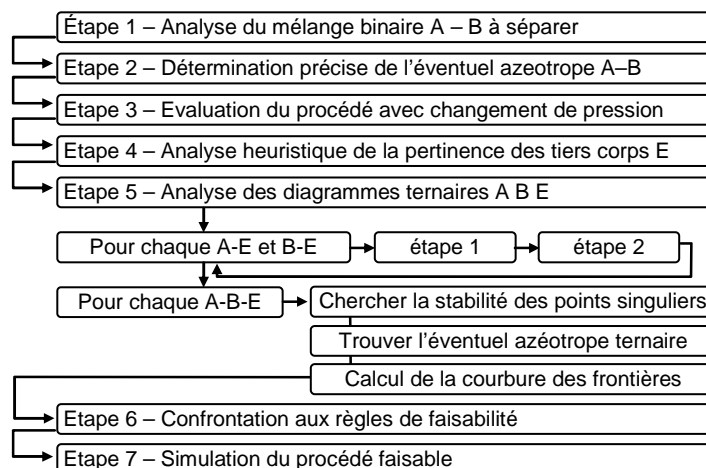 Étape 1 – Analyse du mélange binaire A – B à séparer
Etape 2 – Détermination précise de l'éventuel azeotrope A–B
Etape 3 – Evaluation du procédé avec changement de pression
Etape 4 – Analyse heuristique de la pertinence des tiers corps E
Etape 5 – Analyse des diagrammes ternaires A B E
Pour chaque A-E et B-E
étape 1
étape 2
Pour chaque A-B-E
Chercher la stabilité des points singuliers
Trouver l'éventuel azéotrope ternaire
Calcul de la courbure des frontières
Etape 6 – Confrontation aux règles de faisabilité
Etape 7 – Simulation du procédé faisable